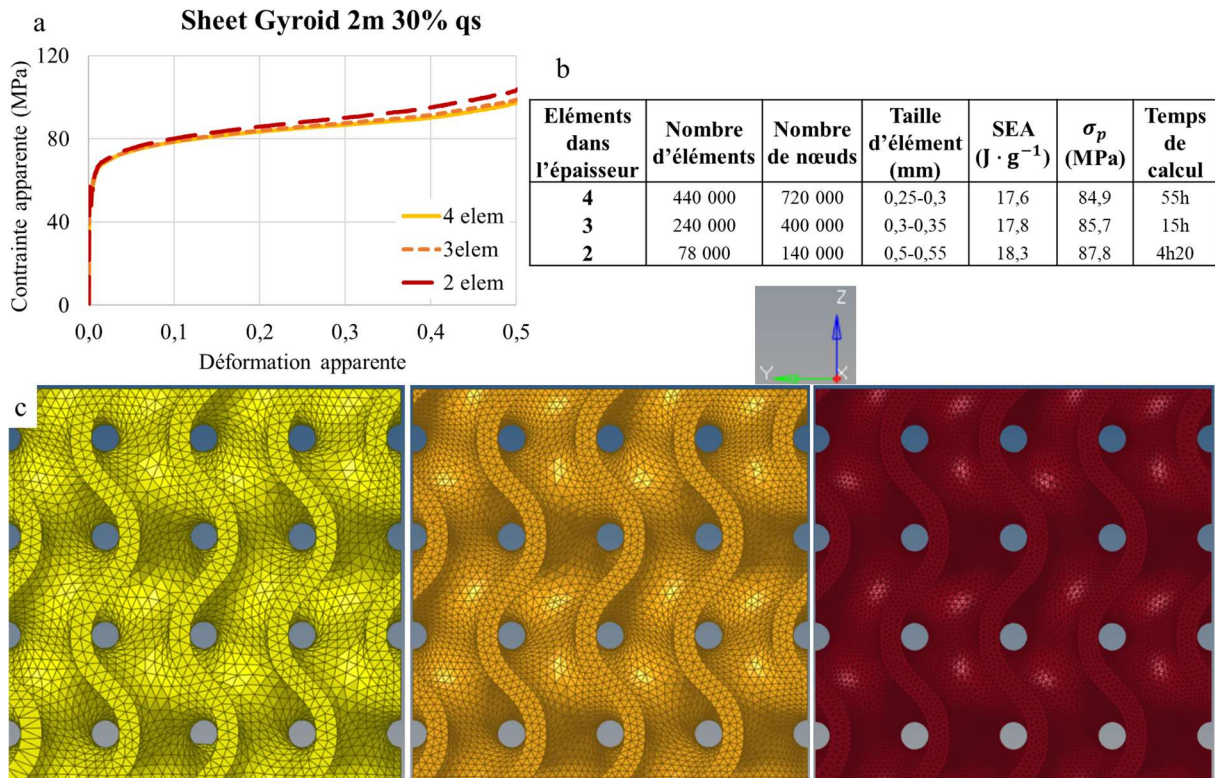 a
Sheet Gyroid 2m 30% qs
Contrainte apparente (MPa)
120
80
40
0
0,0 0,1 0,2 0,3 0,4 0,5
Déformation apparente
4 elem
3elem
2 elem
b
Eléments dans l'épaisseur
Nombre d'éléments
Nombre de nœuds
Taille d'élément (mm)
SEA (J · g⁻¹)
σₚ (MPa)
Temps de calcul
4 440 000 720 000 0,25-0,3 17,6 84,9 55h
3 240 000 400 000 0,3-0,35 17,8 85,7 15h
2 78 000 140 000 0,5-0,55 18,3 87,8 4h20
Z
Y X
c